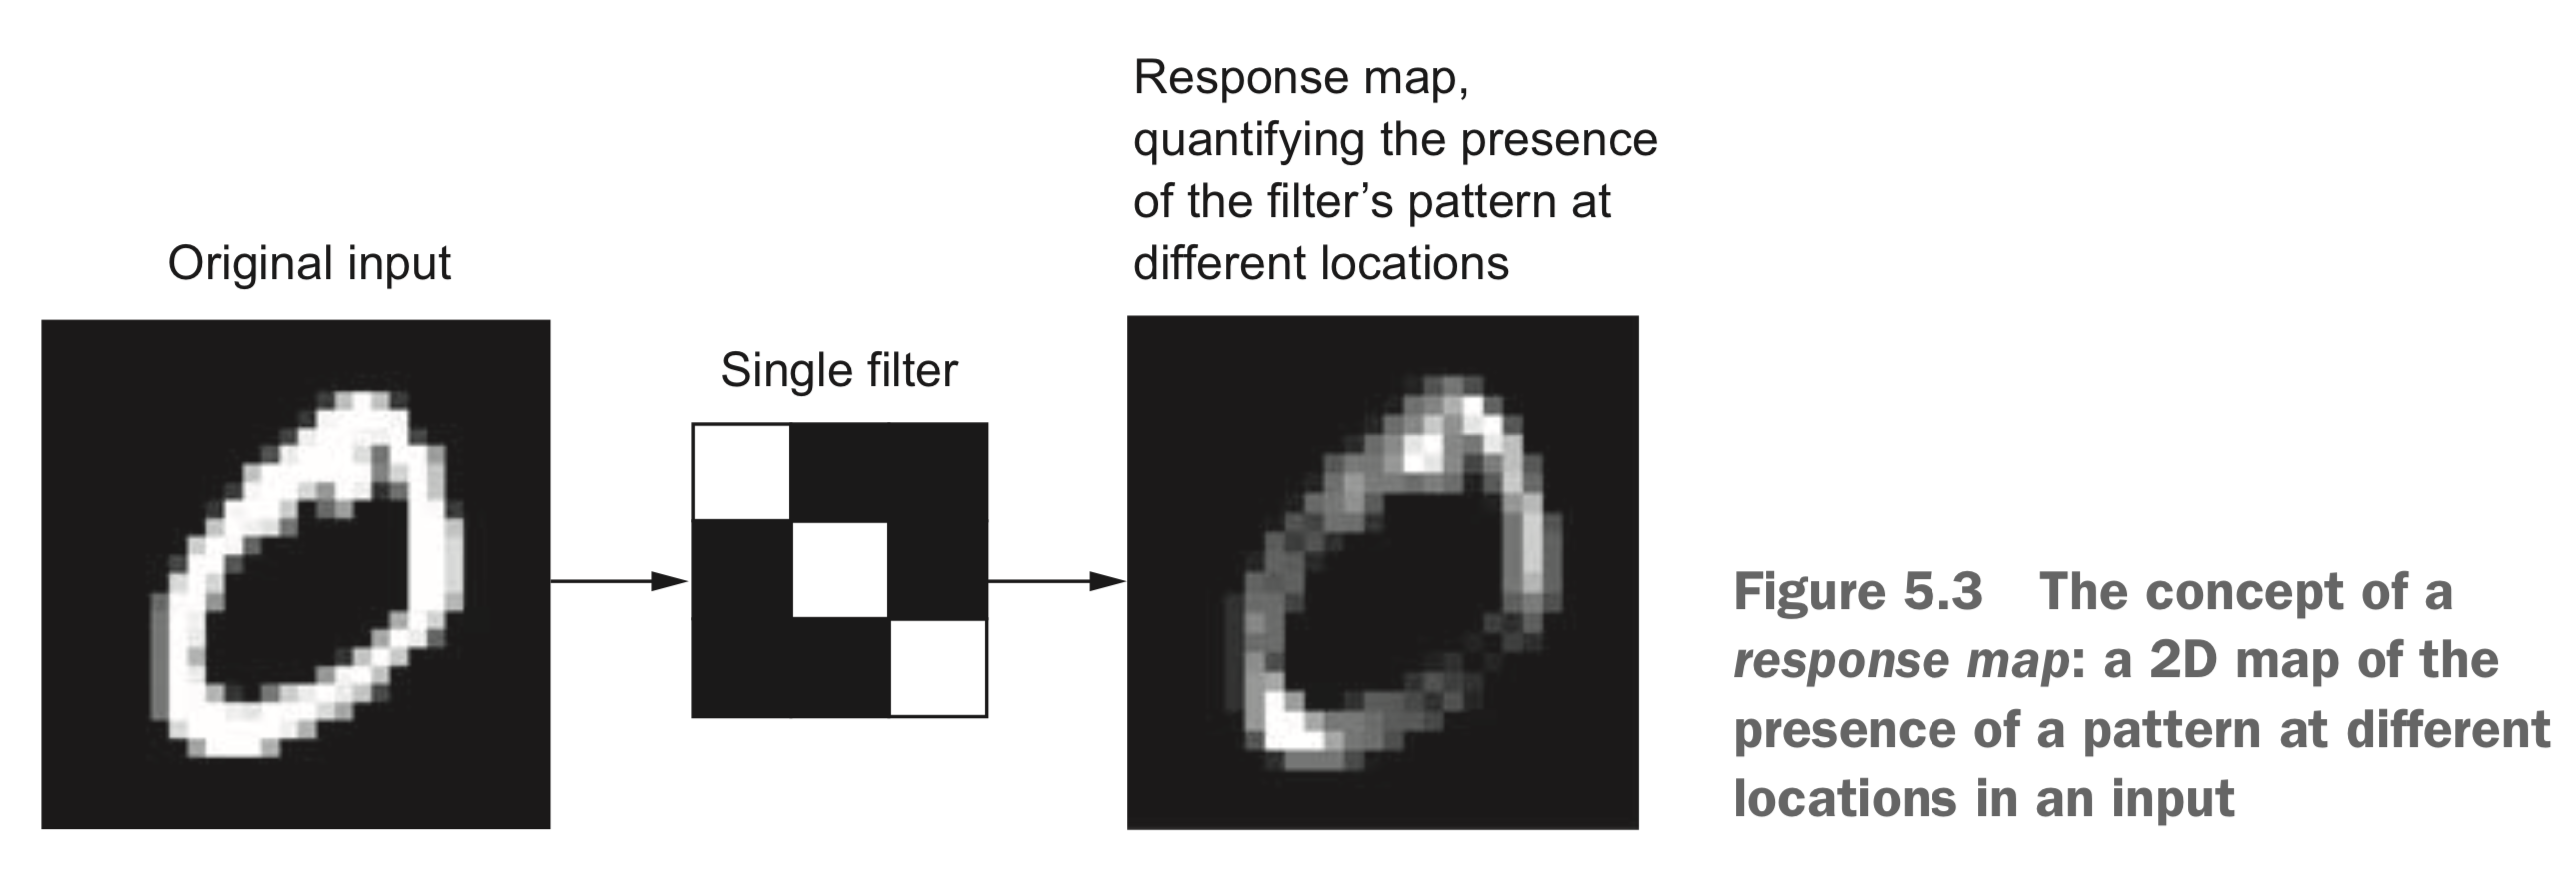 Response map,
quantifying the presence
of the filter’s pattern at
different locations
Original input
Single filter
Figure 5.3 The concept of a
response map: a 2D map of the
presence of a pattern at different
locations in an input